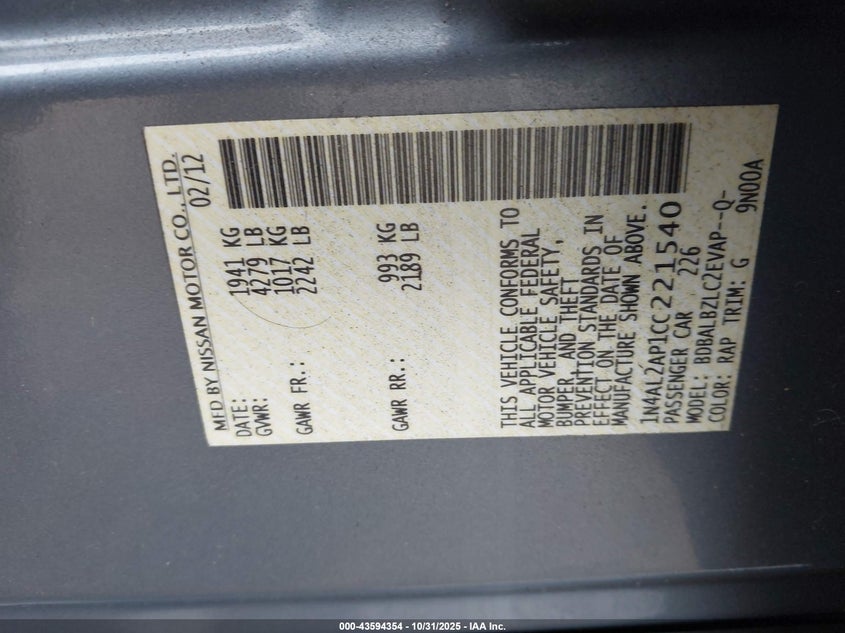 MFD BY NISSAN MOTOR CO., LTD.
DATE: 02/12
GVWR: 1941 KG
4279 LB
GAWR FR.: 1017 KG
2242 LB
GAWR RR.: 993 KG
2189 LB
THIS VEHICLE CONFORMS TO
ALL APPLICABLE FEDERAL
MOTOR VEHICLE SAFETY,
BUMPER, AND THEFT
PREVENTION STANDARDS IN
EFFECT ON THE DATE OF
MANUFACTURE SHOWN ABOVE.
1N4AL2AP1CC221540
PASSENGER CAR 226
MODEL: BDBALBZLC2EVAP--Q-
COLOR: RAP TRIM: G 9N00A
000-43594354 - 10/31/2025 - IAA Inc.